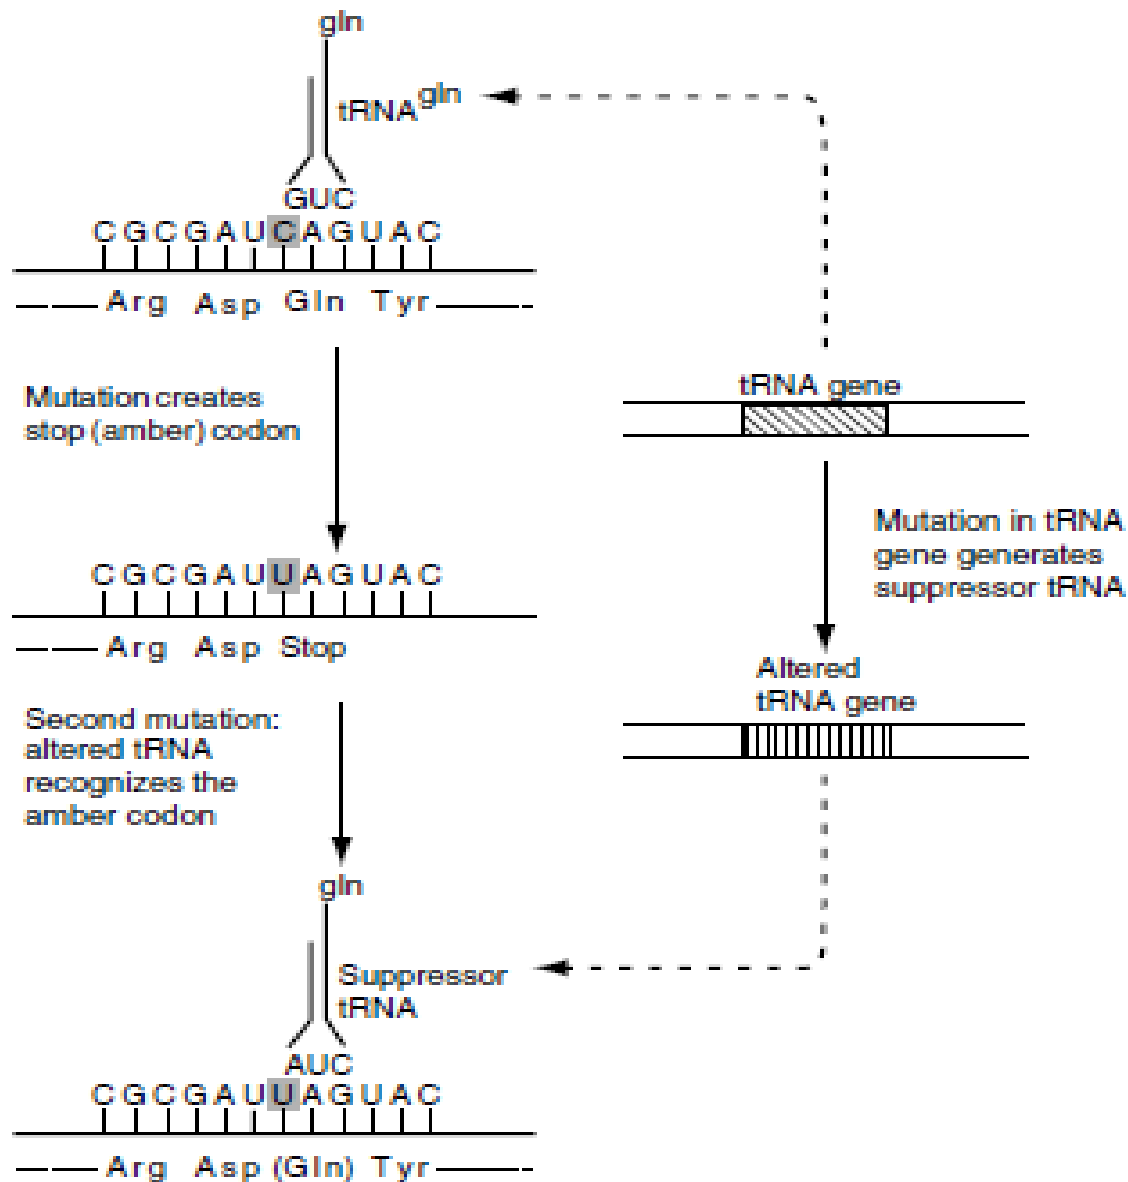 gln
tRNAgln
GUC
CGCGAUCAGUAC
Arg Asp Gln Tyr
Mutation creates
stop (amber) codon
tRNA gene
Mutation in tRNA
gene generates
suppressor tRNA
CGCGAUUAGUAC
Arg Asp Stop
Altered
tRNA gene
Second mutation:
altered tRNA
recognizes the
amber codon
gln
Suppressor
tRNA
AUC
CGCGAUUAGUAC
Arg Asp (Gln) Tyr